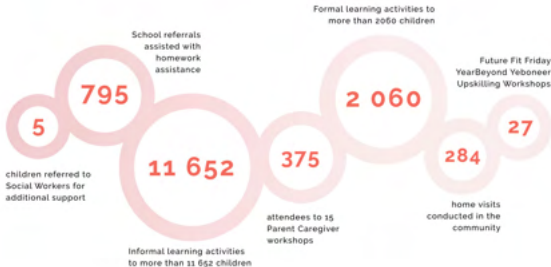 Formal learning activities to
more than 2060 children
School referrals
assisted with
homework
assistance
Future Fit Friday
YearBeyond Yeboneer
Upskilling Workshops
795
2 060
5
27
11 652
375
284
children referred to
Social Workers for
additional support
attendees to 15
Parent Caregiver
workshops
home visits
conducted in the
community
Informal learning activities
to more than 11 652 children